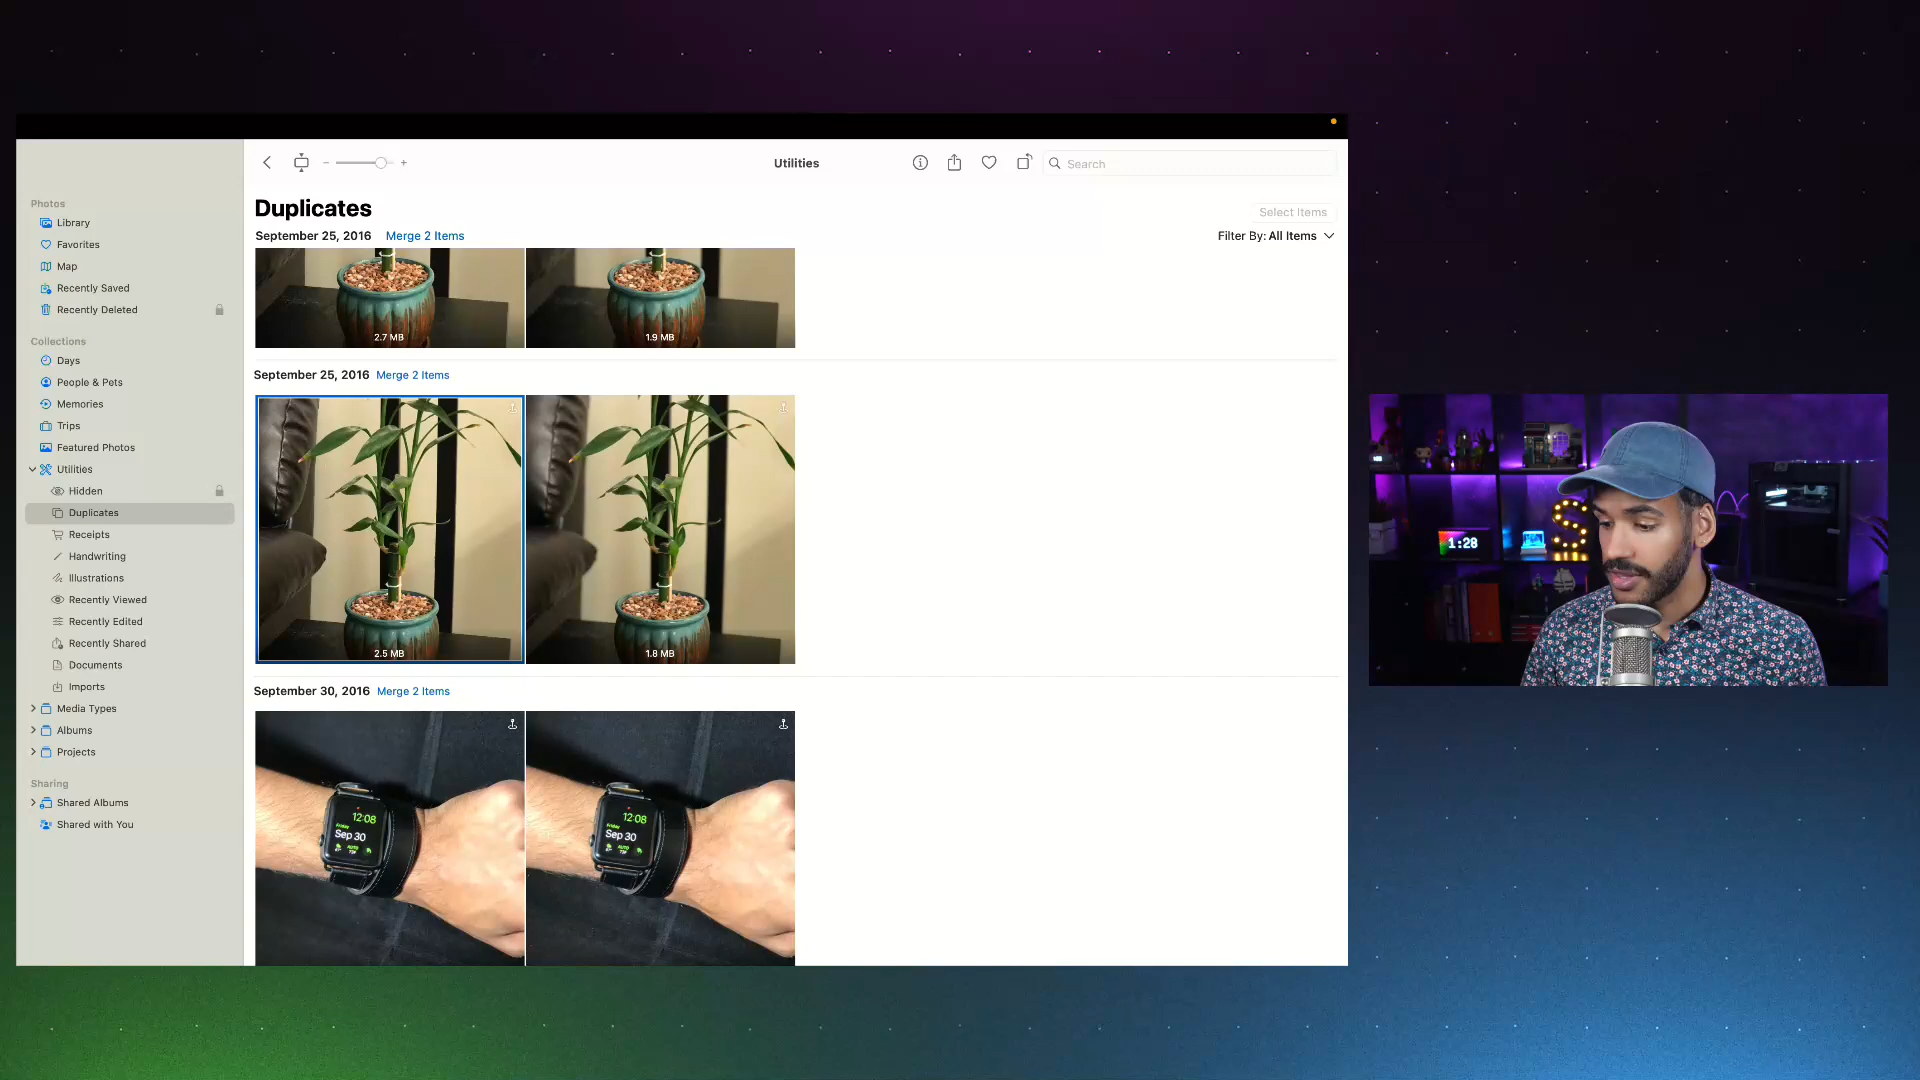 Utilities
Search
Photos
Library
Favorites
Map
Recently Saved
Recently Deleted
Collections
Days
People & Pets
Memories
Trips
Featured Photos
Utilities
Hidden
Duplicates
Receipts
Handwriting
Illustrations
Recently Viewed
Recently Edited
Recently Shared
Documents
Imports
Media Types
Albums
Projects
Sharing
Shared Albums
Shared with You
Duplicates
Select Items
September 25, 2016 Merge 2 Items
Filter By: All Items
2.7 MB
1.9 MB
September 25, 2016 Merge 2 Items
2.5 MB
1.8 MB
September 30, 2016 Merge 2 Items
12:08
Friday
Sep 30
12:08
Friday
Sep 30
1:28
S